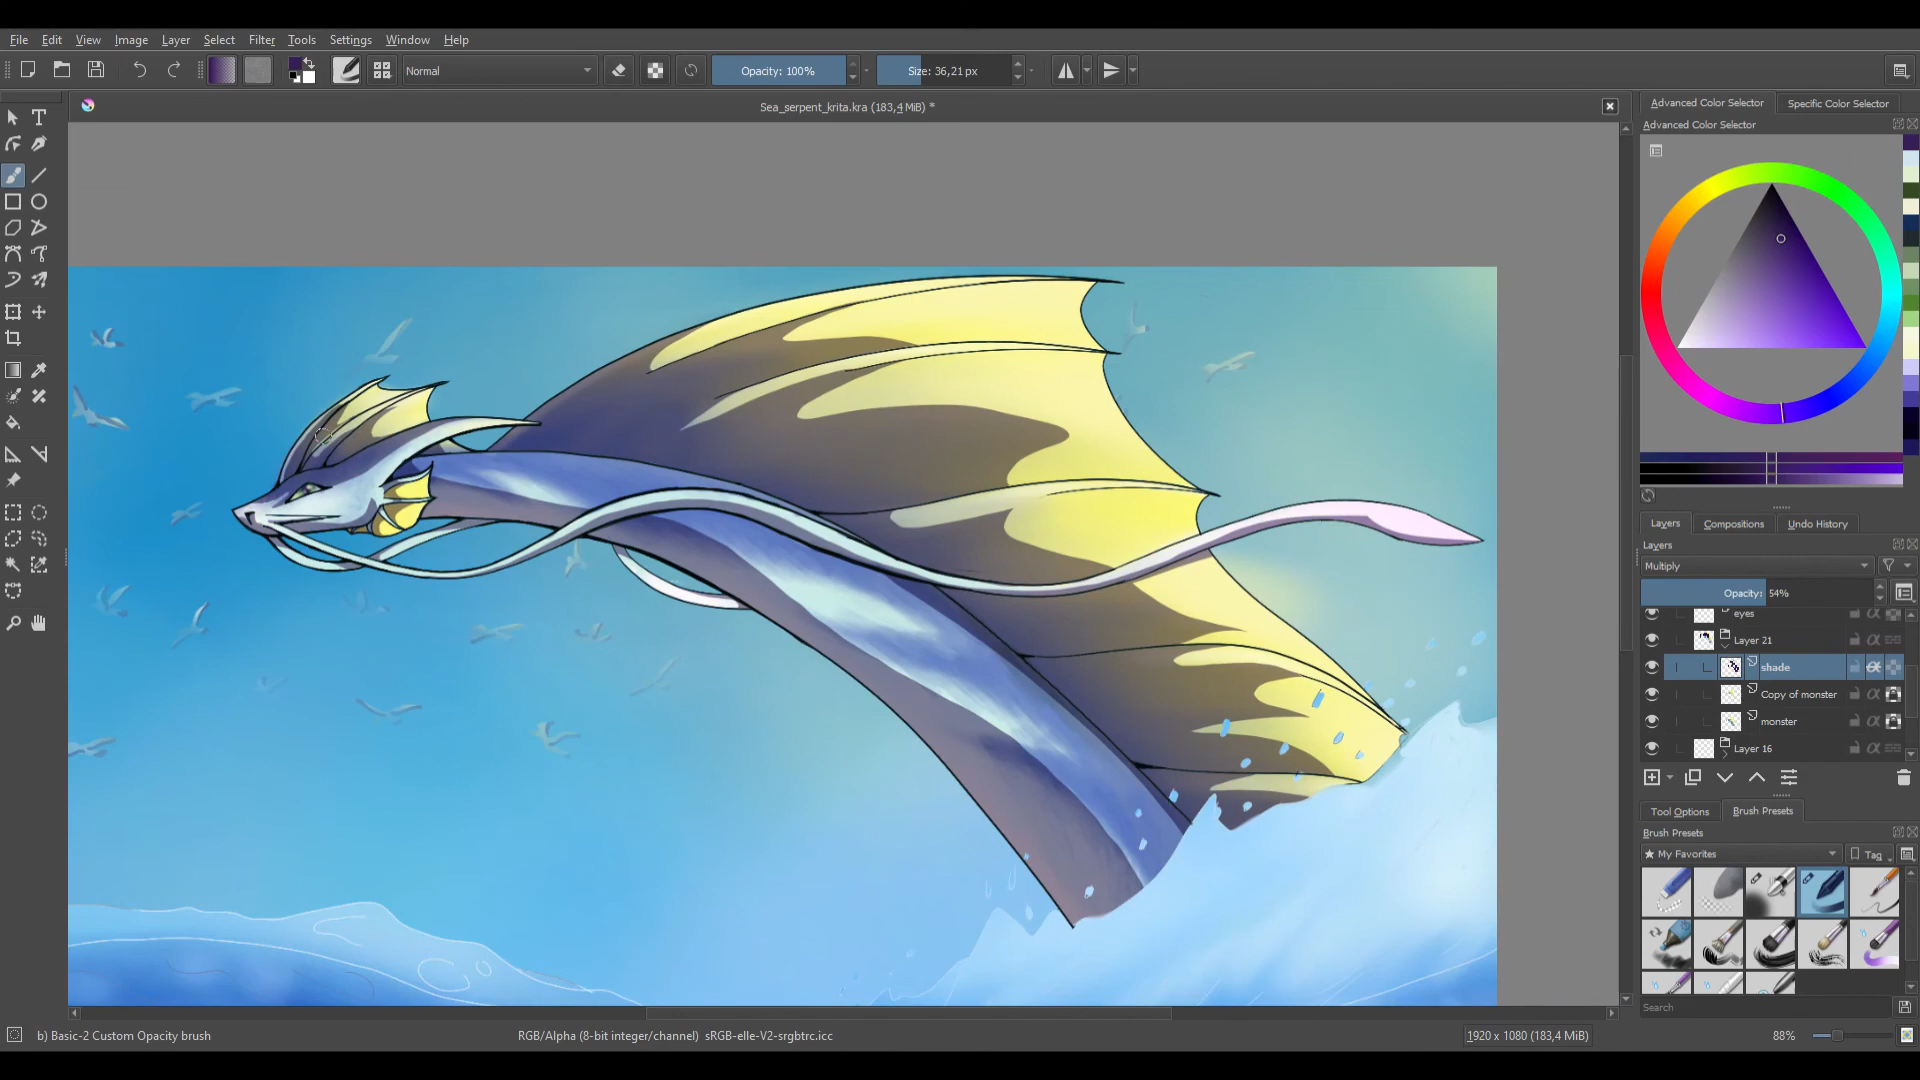 File Edit View Image Layer Select Filter Tools Settings Window Help
Normal Opacity: 100% Size: 36,21 px
Sea_serpent_krita.kra (183,4 MiB) *
Advanced Color Selector Specific Color Selector
Advanced Color Selector
Layers Compositions Undo History
Layers
Multiply
Opacity: 54%
eyes
Layer 21
shade
Copy of monster
monster
Layer 16
Tool Options Brush Presets
Brush Presets
★ My Favorites Tag
Search
b) Basic-2 Custom Opacity brush RGB/Alpha (8-bit integer/channel) sRGB-elle-V2-srgbtrc.icc 1920 x 1080 (183,4 MiB) 88%